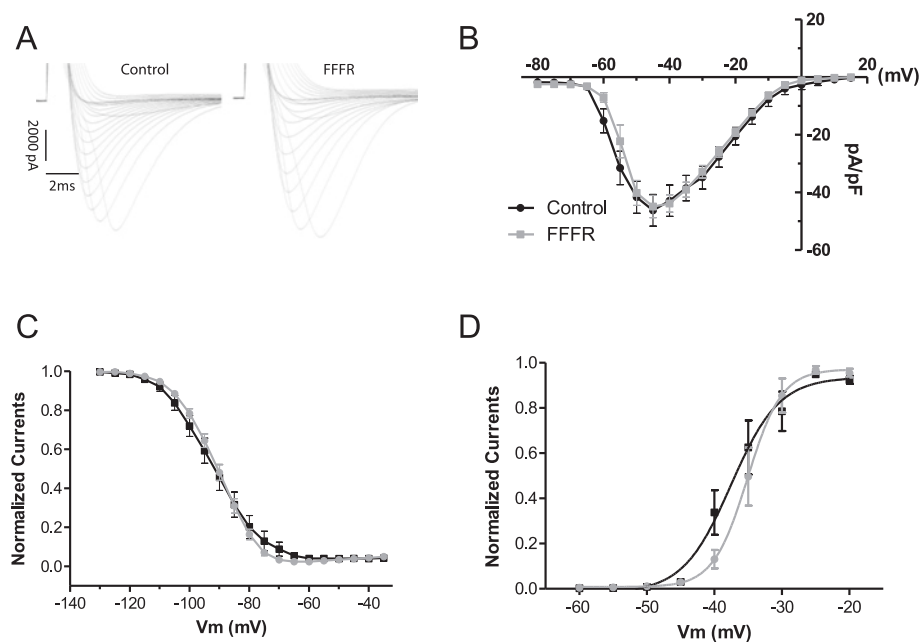 A
Control
FFFR
2000 pA
2ms
B
20
-80 -60 -40 -20 20
(mV)
-20
-40
-60
pA/pF
Control
FFFR
C
Normalized Currents
1.0
0.8
0.6
0.4
0.2
0.0
-140 -120 -100 -80 -60 -40
Vm (mV)
D
Normalized Currents
1.0
0.8
0.6
0.4
0.2
0.0
-60 -50 -40 -30 -20
Vm (mV)